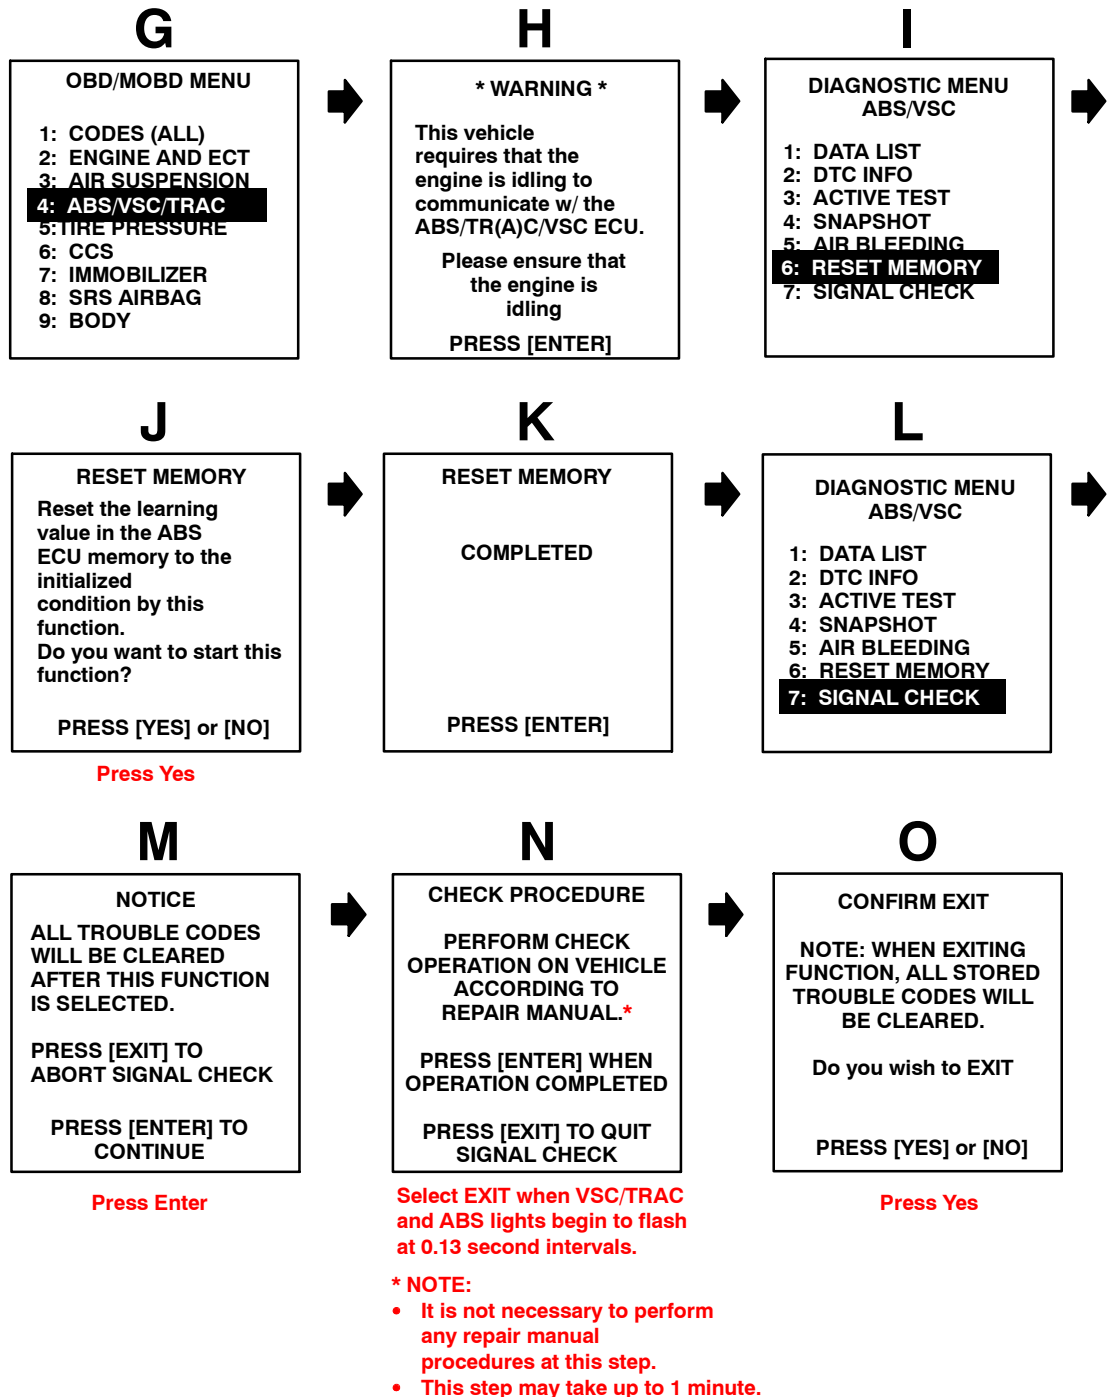 G
OBD/MOBD MENU
1: CODES (ALL)
2: ENGINE AND ECT
3: AIR SUSPENSION
4: ABS/VSC/TRAC
5:TIRE PRESSURE
6: CCS
7: IMMOBILIZER
8: SRS AIRBAG
9: BODY
H
* WARNING *
This vehicle
requires that the
engine is idling to
communicate w/ the
ABS/TR(A)C/VSC ECU.
Please ensure that
the engine is
idling
PRESS [ENTER]
I
DIAGNOSTIC MENU
ABS/VSC
1: DATA LIST
2: DTC INFO
3: ACTIVE TEST
4: SNAPSHOT
5: AIR BLEEDING
6: RESET MEMORY
7: SIGNAL CHECK
J
RESET MEMORY
Reset the learning
value in the ABS
ECU memory to the
initialized
condition by this
function.
Do you want to start this
function?
PRESS [YES] or [NO]
Press Yes
K
RESET MEMORY
COMPLETED
PRESS [ENTER]
L
DIAGNOSTIC MENU
ABS/VSC
1: DATA LIST
2: DTC INFO
3: ACTIVE TEST
4: SNAPSHOT
5: AIR BLEEDING
6: RESET MEMORY
7: SIGNAL CHECK
M
NOTICE
ALL TROUBLE CODES
WILL BE CLEARED
AFTER THIS FUNCTION
IS SELECTED.
PRESS [EXIT] TO
ABORT SIGNAL CHECK
PRESS [ENTER] TO
CONTINUE
Press Enter
N
CHECK PROCEDURE
PERFORM CHECK
OPERATION ON VEHICLE
ACCORDING TO
REPAIR MANUAL.*
PRESS [ENTER] WHEN
OPERATION COMPLETED
PRESS [EXIT] TO QUIT
SIGNAL CHECK
Select EXIT when VSC/TRAC
and ABS lights begin to flash
at 0.13 second intervals.
* NOTE:
• It is not necessary to perform
any repair manual
procedures at this step.
• This step may take up to 1 minute.
O
CONFIRM EXIT
NOTE: WHEN EXITING
FUNCTION, ALL STORED
TROUBLE CODES WILL
BE CLEARED.
Do you wish to EXIT
PRESS [YES] or [NO]
Press Yes